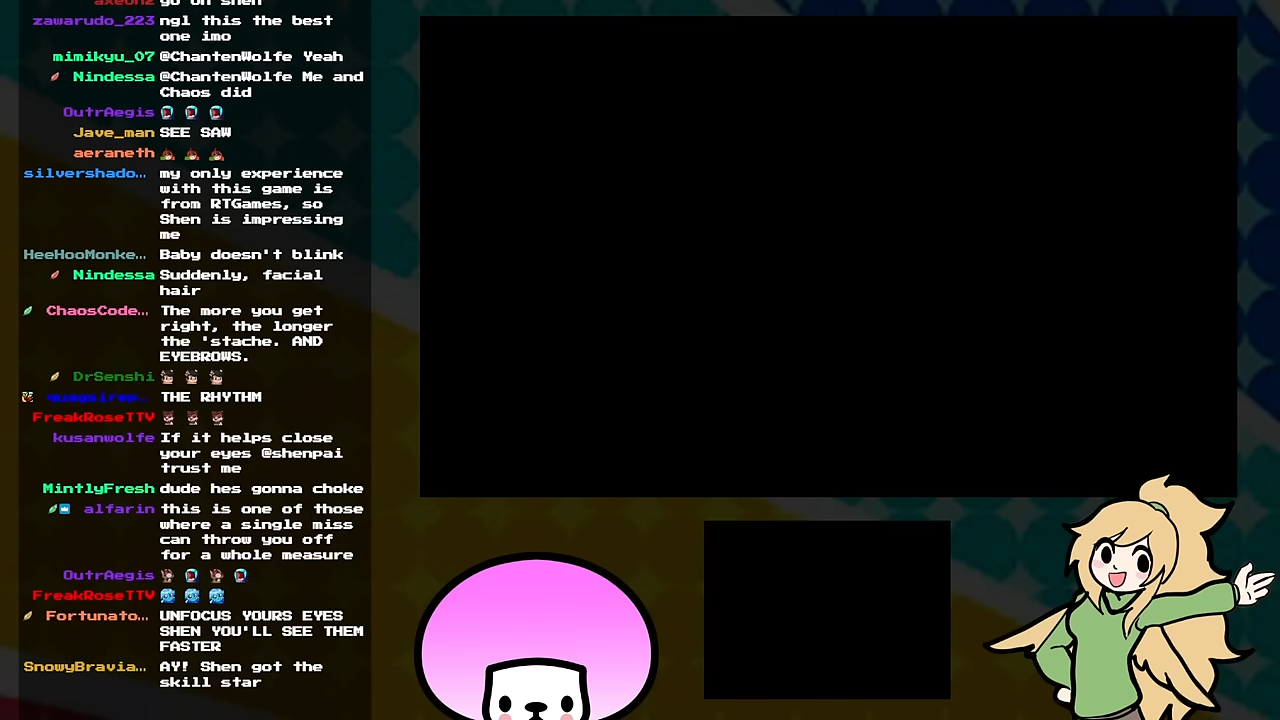 go on shen
zawarudo_223 ngl this the best
one imo
mimikyu_07 @ChantenWolfe Yeah
Nindessa @ChantenWolfe Me and
Chaos did
OutrAegis
Jave_man SEE SAW
aeraneth
silvershado… my only experience
with this game is
from RTGames, so
Shen is impressing
me
HeeHooMonke… Baby doesn't blink
Nindessa Suddenly, facial
hair
ChaosCode… The more you get
right, the longer
the 'stache. AND
EYEBROWS.
DrSenshi
THE RHYTHM
FreakRoseTTV
kusanwolfe If it helps close
your eyes @shenpai
trust me
MintlyFresh dude hes gonna choke
alfarin this is one of those
where a single miss
can throw you off
for a whole measure
OutrAegis
FreakRoseTTV
Fortunato… UNFOCUS YOURS EYES
SHEN YOU'LL SEE THEM
FASTER
SnowyBravia… AY! Shen got the
skill star